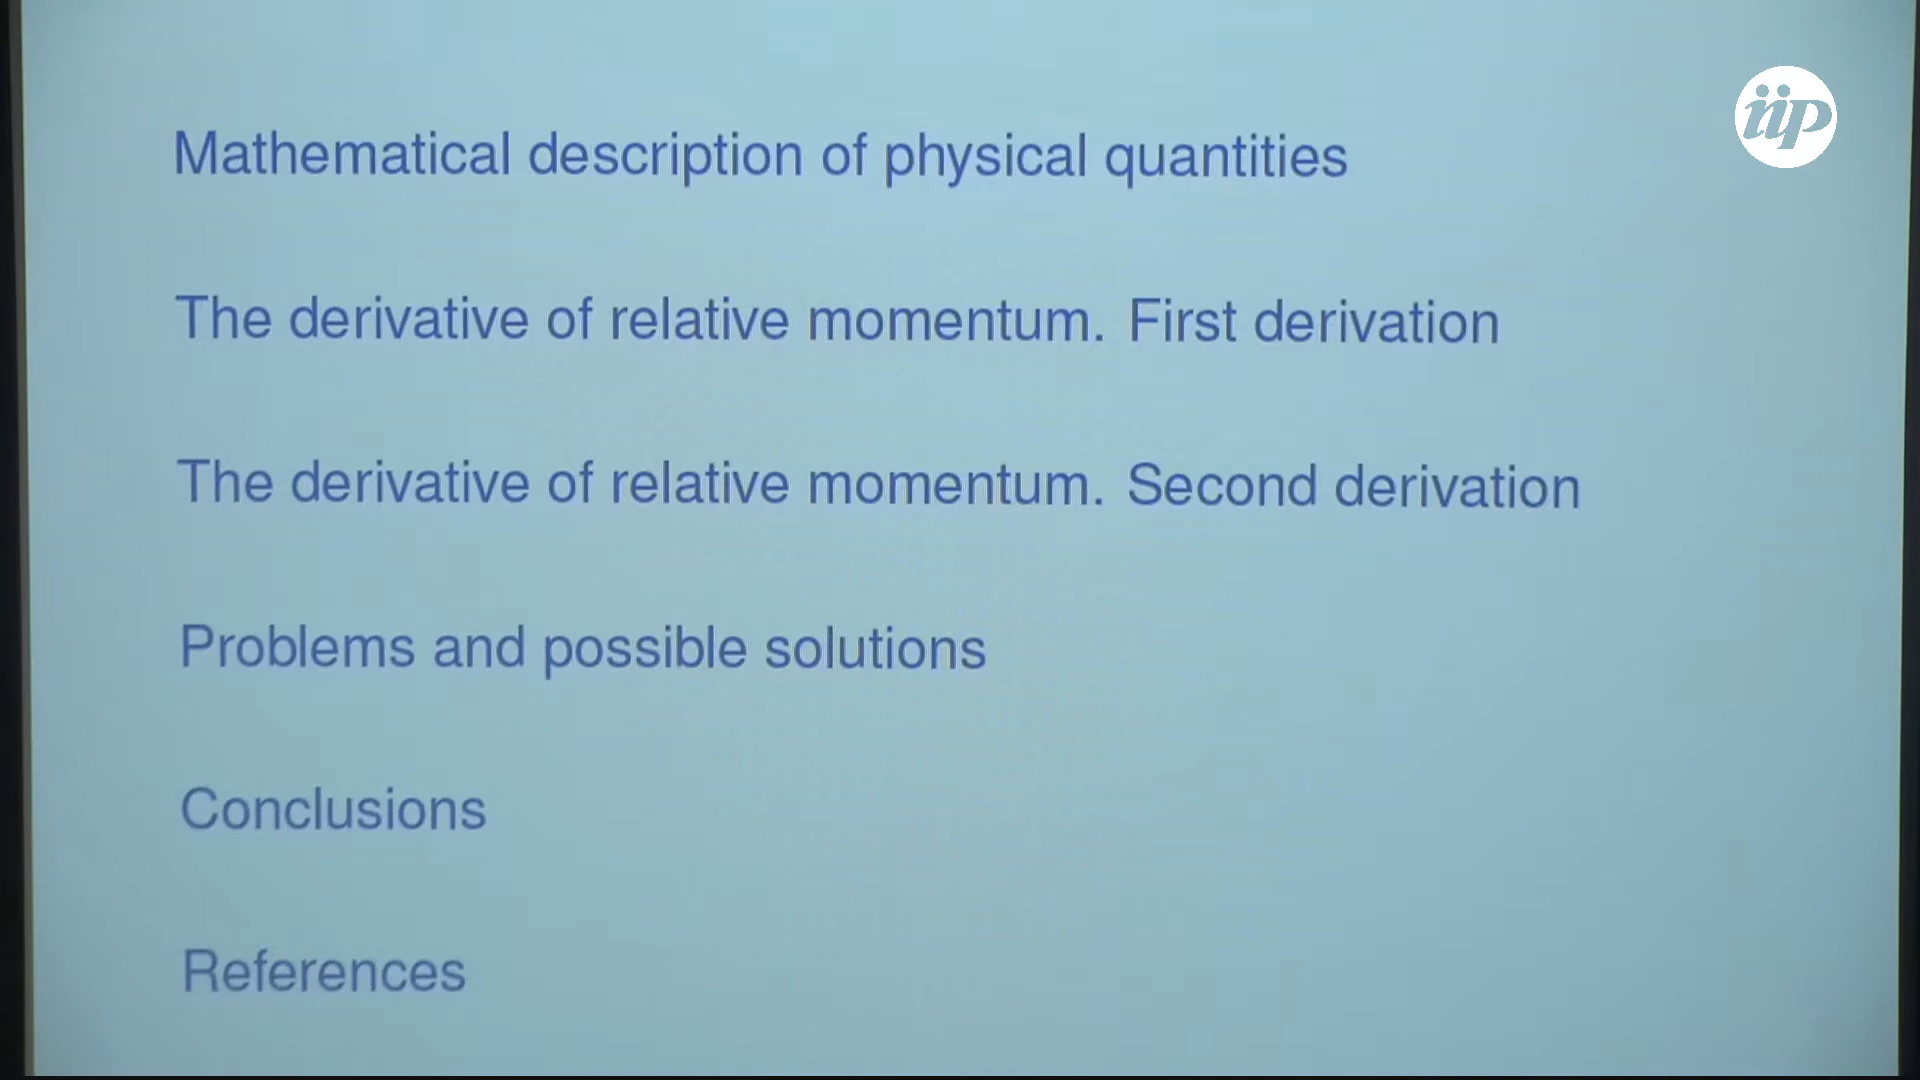 iip
Mathematical description of physical quantities
The derivative of relative momentum. First derivation
The derivative of relative momentum. Second derivation
Problems and possible solutions
Conclusions
References